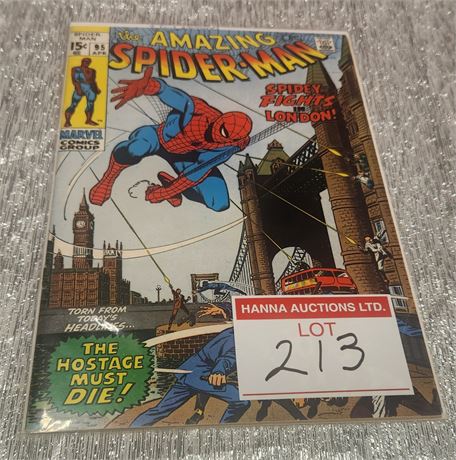 SPIDER-MAN
15¢ 95 APR
MARVEL
COMICS
GROUP
the AMAZING
SPIDER-MAN
SPIDEY
FIGHTS
IN
LONDON!
TORN FROM
TODAY'S
HEADLINES...
THE
HOSTAGE
MUST
DIE!
HANNA AUCTIONS LTD.
LOT
213